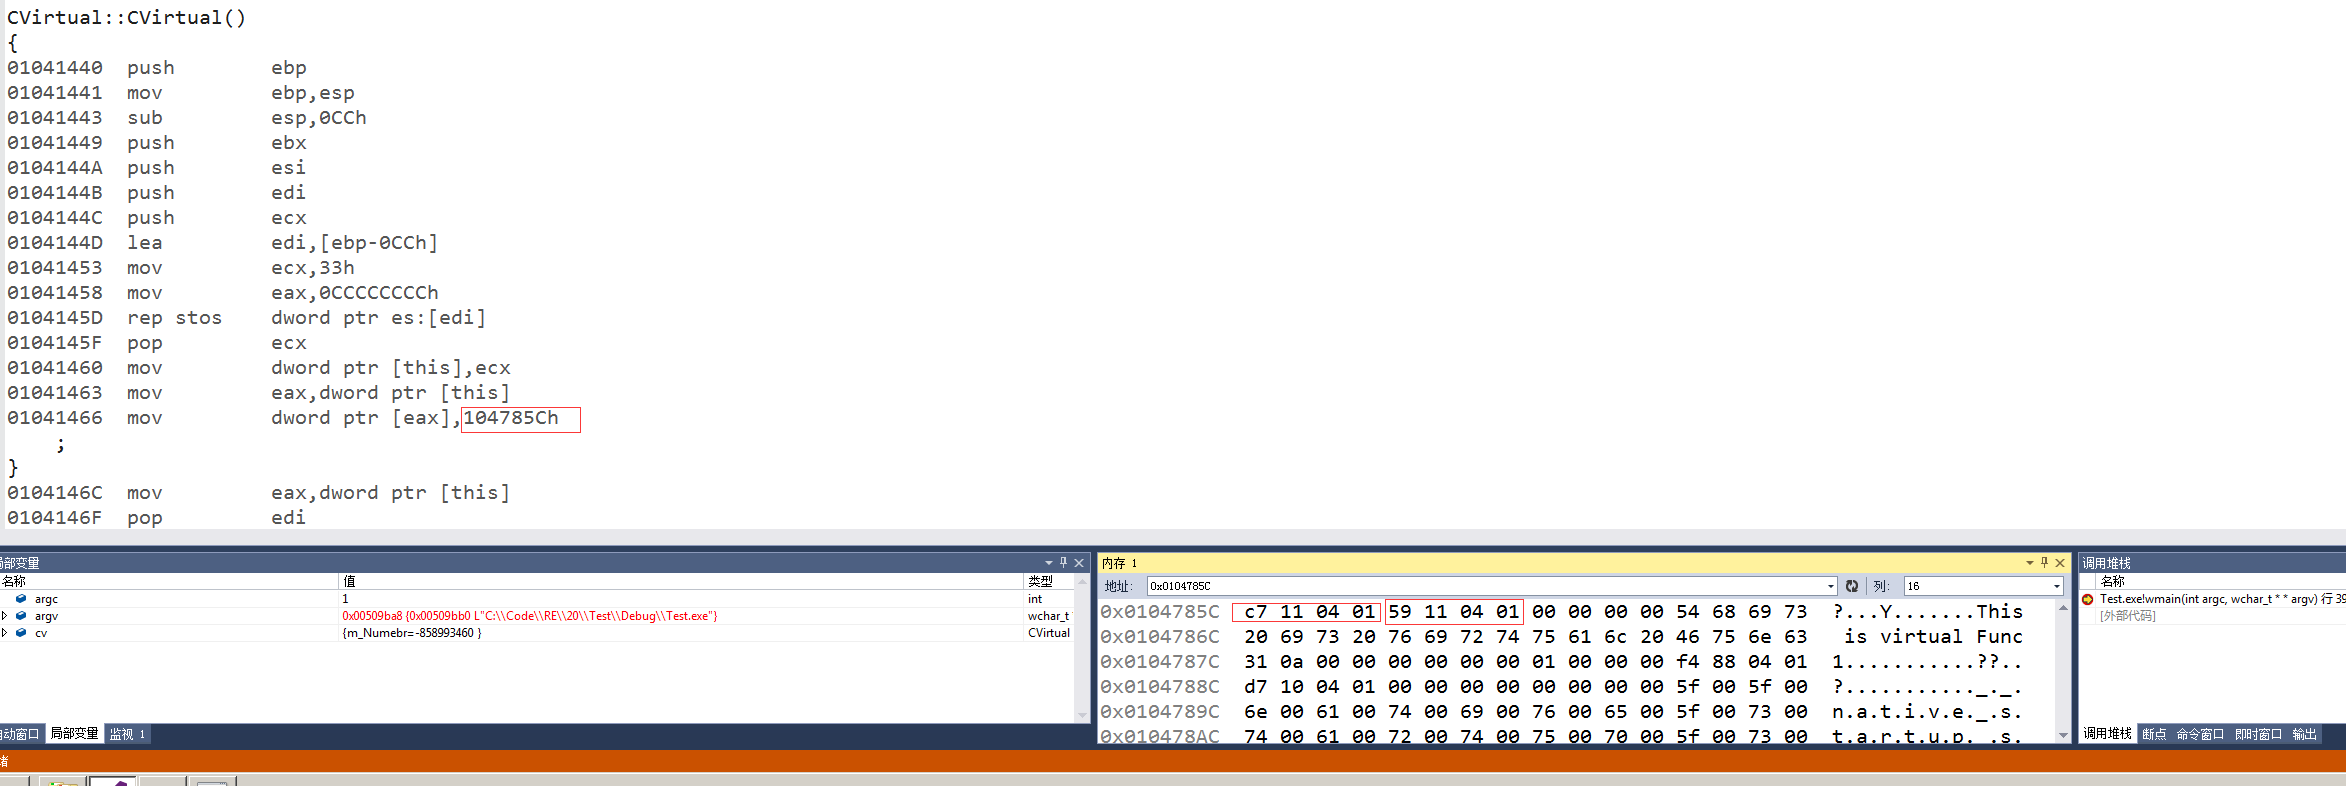 CVirtual::CVirtual()
{
01041440 push ebp
01041441 mov ebp,esp
01041443 sub esp,0CCh
01041449 push ebx
0104144A push esi
0104144B push edi
0104144C push ecx
0104144D lea edi,[ebp-0CCh]
01041453 mov ecx,33h
01041458 mov eax,0CCCCCCCCh
0104145D rep stos dword ptr es:[edi]
0104145F pop ecx
01041460 mov dword ptr [this],ecx
01041463 mov eax,dword ptr [this]
01041466 mov dword ptr [eax],104785Ch
;
}
0104146C mov eax,dword ptr [this]
0104146F pop edi
部变量
名称 值 类型
argc 1 int
argv 0x00509ba8 {0x00509bb0 L"C:\\Code\\RE\\20\\Test\\Debug\\Test.exe"} wchar_t
cv {m_Numebr=-858993460 } CVirtual
动窗口 局部变量 监视 1
内存 1
地址: 0x0104785C 列: 16
0x0104785C c7 11 04 01 59 11 04 01 00 00 00 00 54 68 69 73 ?...Y.......This
0x0104786C 20 69 73 20 76 69 72 74 75 61 6c 20 46 75 6e 63 is virtual Func
0x0104787C 31 0a 00 00 00 00 00 00 01 00 00 00 f4 88 04 01 1...........??..
0x0104788C d7 10 04 01 00 00 00 00 00 00 00 00 5f 00 5f 00 ?..........._._.
0x0104789C 6e 00 61 00 74 00 69 00 76 00 65 00 5f 00 73 00 n.a.t.i.v.e._.s.
0x010478AC 74 00 61 00 72 00 74 00 75 00 70 00 5f 00 73 00 t.a.r.t.u.p._.s.
调用堆栈
名称
Test.exe!wmain(int argc, wchar_t * * argv) 行 39
[外部代码]
调用堆栈 断点 命令窗口 即时窗口 输出
绪